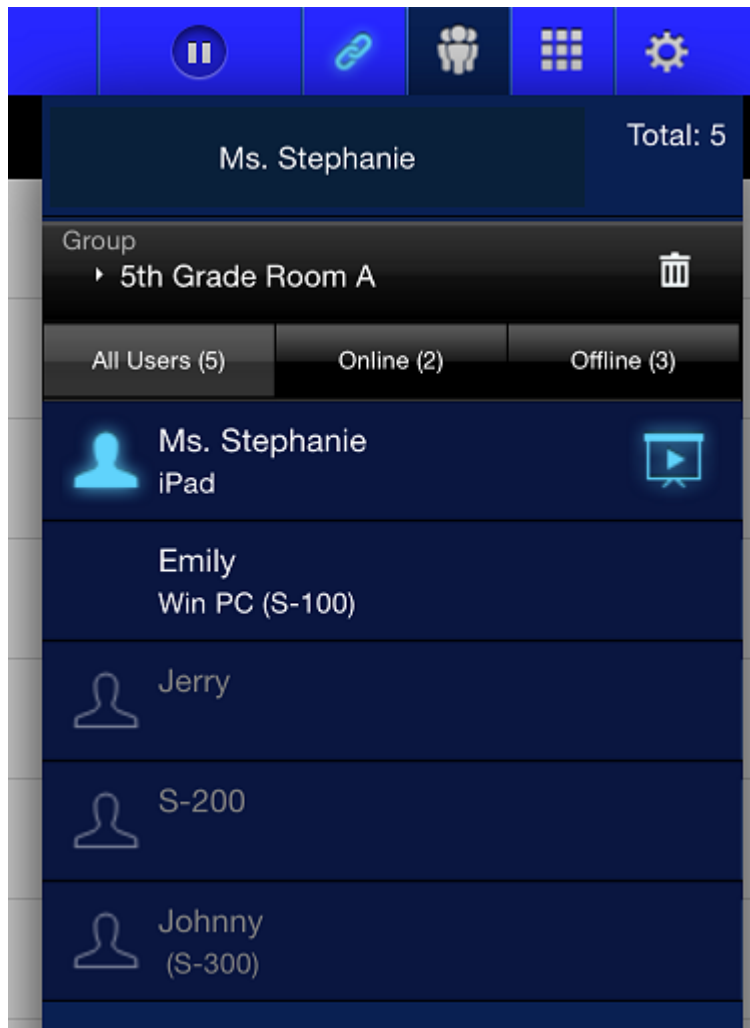 Ms. Stephanie
Total: 5
Group
5th Grade Room A
All Users (5)
Online (2)
Offline (3)
Ms. Stephanie
iPad
Emily
Win PC (S-100)
Jerry
S-200
Johnny
(S-300)